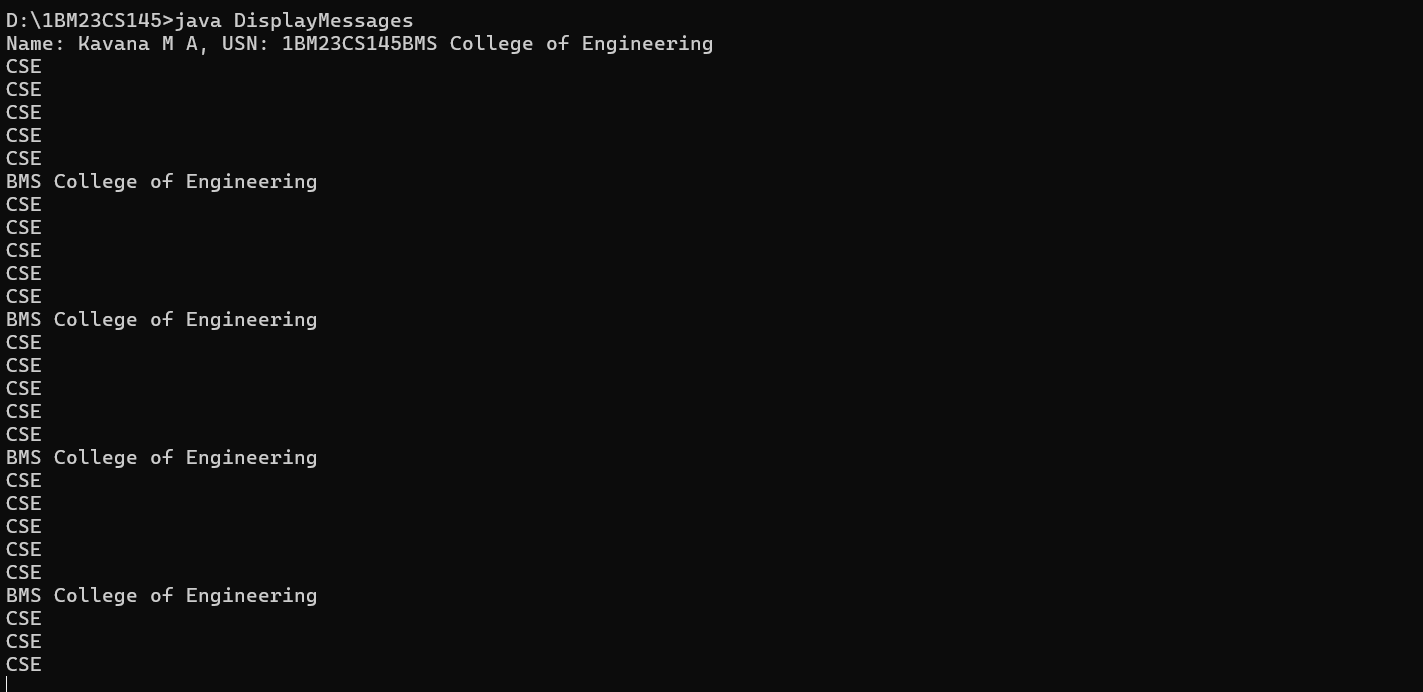 D:\1BM23CS145>java DisplayMessages
Name: Kavana M A, USN: 1BM23CS145BMS College of Engineering
CSE
CSE
CSE
CSE
CSE
BMS College of Engineering
CSE
CSE
CSE
CSE
CSE
BMS College of Engineering
CSE
CSE
CSE
CSE
CSE
BMS College of Engineering
CSE
CSE
CSE
CSE
CSE
BMS College of Engineering
CSE
CSE
CSE